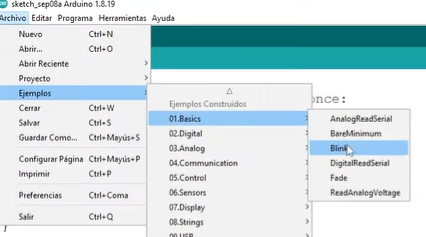 sketch_sep08a Arduino 1.8.19
Archivo Editar Programa Herramientas Ayuda
Nuevo Ctrl+N
Abrir... Ctrl+O
Abrir Reciente
Proyecto
Ejemplos
Cerrar Ctrl+W
Salvar Ctrl+S
Guardar Como... Ctrl+Mayús+S
Configurar Página Ctrl+Mayús+P
Imprimir Ctrl+P
Preferencias Ctrl+Coma
Salir Ctrl+Q
Ejemplos Construidos
01.Basics
02.Digital
03.Analog
04.Communication
05.Control
06.Sensors
07.Display
08.Strings
09.USB
once:
AnalogReadSerial
BareMinimum
Blink
DigitalReadSerial
Fade
ReadAnalogVoltage
}